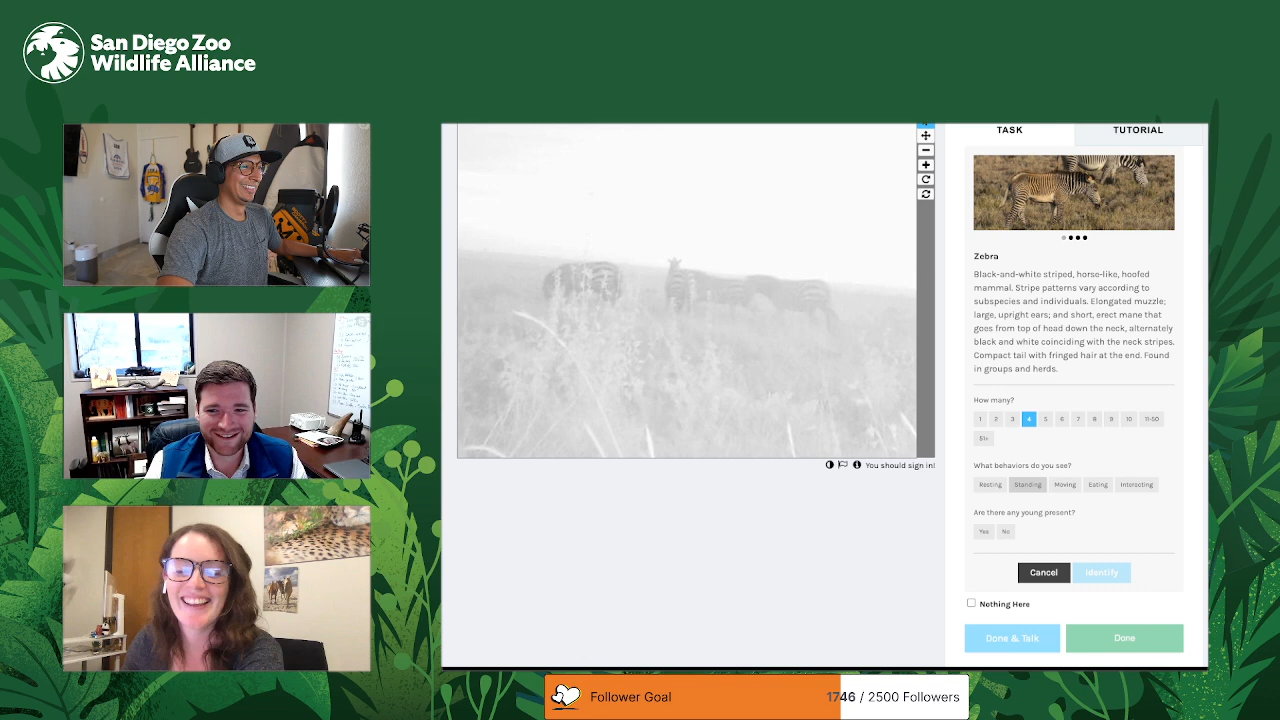 San Diego Zoo
Wildlife Alliance
TASK
TUTORIAL
Zebra
Black-and-white striped, horse-like, hoofed
mammal. Stripe patterns vary according to
subspecies and individuals. Elongated muzzle;
large, upright ears; and short, erect mane that
goes from top of head down the neck, alternately
black and white coinciding with the neck stripes.
Compact tail with fringed hair at the end. Found
in groups and herds.
How many?
1 2 3 4 5 6 7 8 9 10 11-50
51+
What behaviors do you see?
Resting Standing Moving Eating Interacting
Are there any young present?
Yes No
Cancel Identify
Nothing Here
Done & Talk Done
You should sign in!
Follower Goal 1746 / 2500 Followers